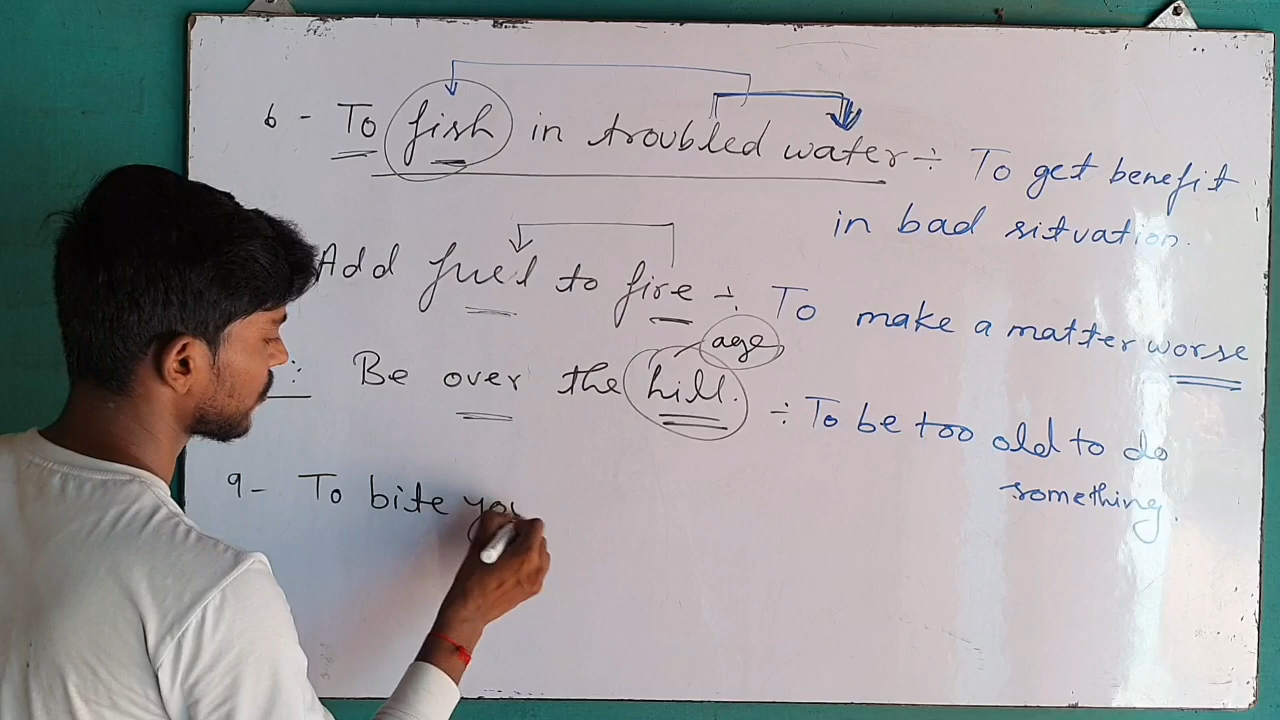 6 - To fish in troubled water ÷ To get benefit
in bad situation.
Add fuel to fire ÷ To make a matter worse
age
: Be over the hill. ÷ To be too old to do
something.
9- To bite you